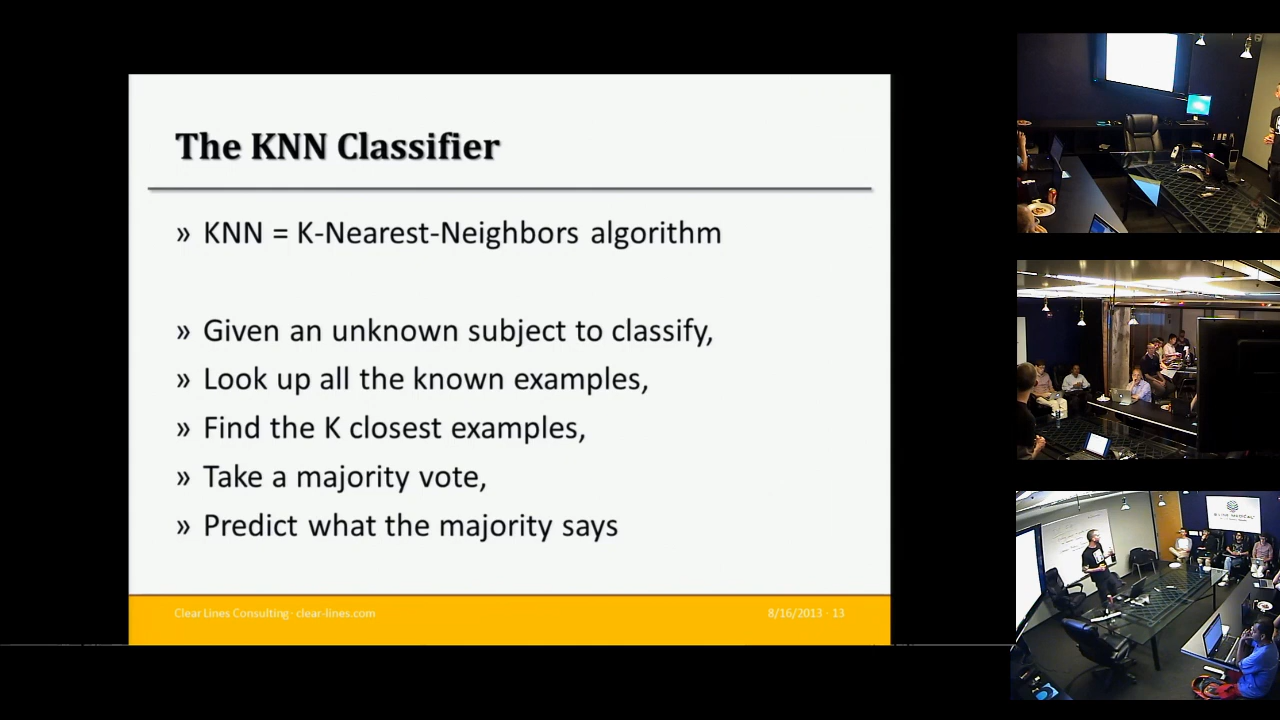 The KNN Classifier
» KNN = K-Nearest-Neighbors algorithm
» Given an unknown subject to classify,
» Look up all the known examples,
» Find the K closest examples,
» Take a majority vote,
» Predict what the majority says
Clear Lines Consulting · clear-lines.com
8/16/2013 · 13